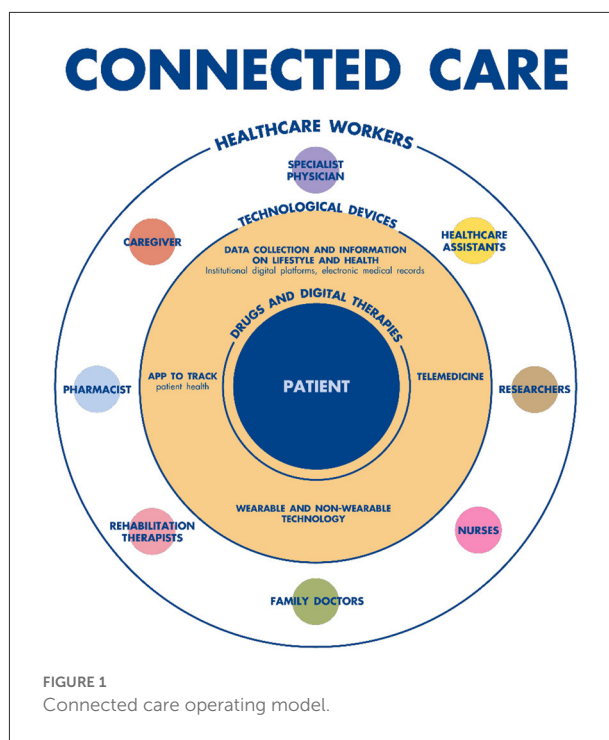 CONNECTED CARE
HEALTHCARE WORKERS
SPECIALIST
PHYSICIAN
TECHNOLOGICAL DEVICES
CAREGIVER
HEALTHCARE
ASSISTANTS
DATA COLLECTION AND INFORMATION
ON LIFESTYLE AND HEALTH
Institutional digital platforms, electronic medical records
DRUGS AND DIGITAL THERAPIES
PHARMACIST
APP TO TRACK
patient health
PATIENT
TELEMEDICINE
RESEARCHERS
WEARABLE AND NON-WEARABLE
TECHNOLOGY
REHABILITATION
THERAPISTS
NURSES
FAMILY DOCTORS
FIGURE 1
Connected care operating model.